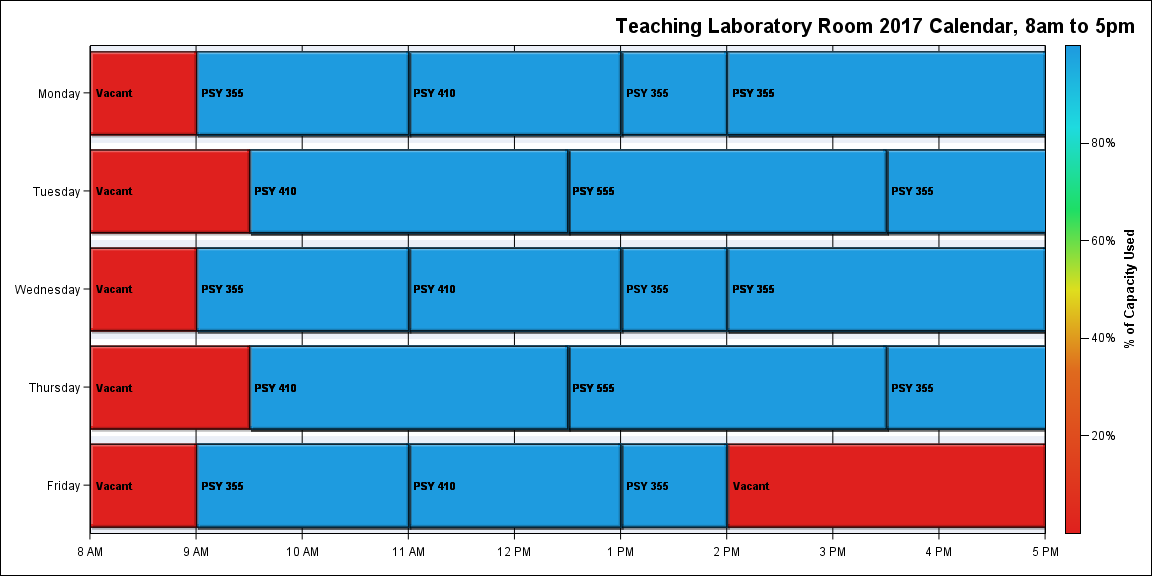 Teaching Laboratory Room 2017 Calendar, 8am to 5pm
Monday
Vacant
PSY 355
PSY 410
PSY 355
PSY 355
Tuesday
Vacant
PSY 410
PSY 555
PSY 355
Wednesday
Vacant
PSY 355
PSY 410
PSY 355
PSY 355
Thursday
Vacant
PSY 410
PSY 555
PSY 355
Friday
Vacant
PSY 355
PSY 410
PSY 355
Vacant
8 AM
9 AM
10 AM
11 AM
12 PM
1 PM
2 PM
3 PM
4 PM
5 PM
80%
60%
40%
20%
% of Capacity Used